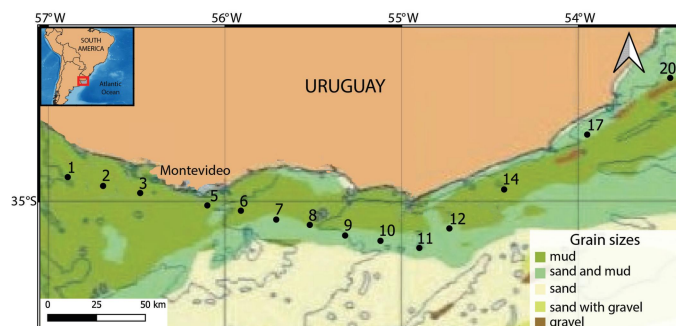 57°W
56°W
55°W
54°W
SOUTH
AMERICA
Atlantic
Ocean
URUGUAY
20
17
Montevideo
1
2
3
14
35°S
5
6
7
8
9
10
11
12
Grain sizes
mud
sand and mud
sand
sand with gravel
gravel
0 25 50 km